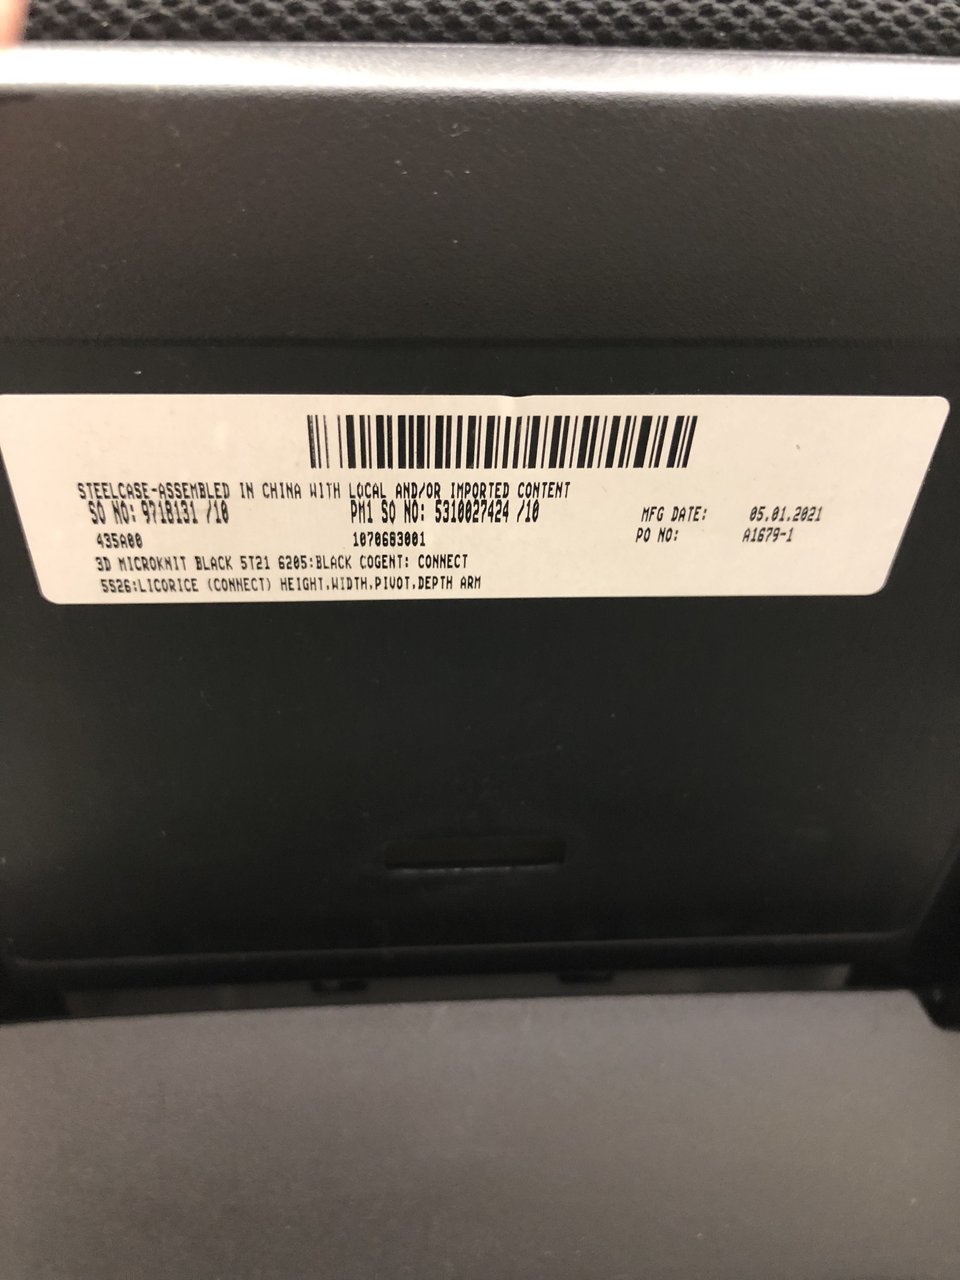 STEELCASE-ASSEMBLED IN CHINA WITH LOCAL AND/OR IMPORTED CONTENT
SO NO: 9718131 /10 PM1 SO NO: 5310027424 /10 MFG DATE: 05.01.2021
435A00 1070683001 PO NO: A1679-1
3D MICROKNIT BLACK 5T21 6205:BLACK COGENT: CONNECT
5S26:LICORICE (CONNECT) HEIGHT,WIDTH,PIVOT,DEPTH ARM